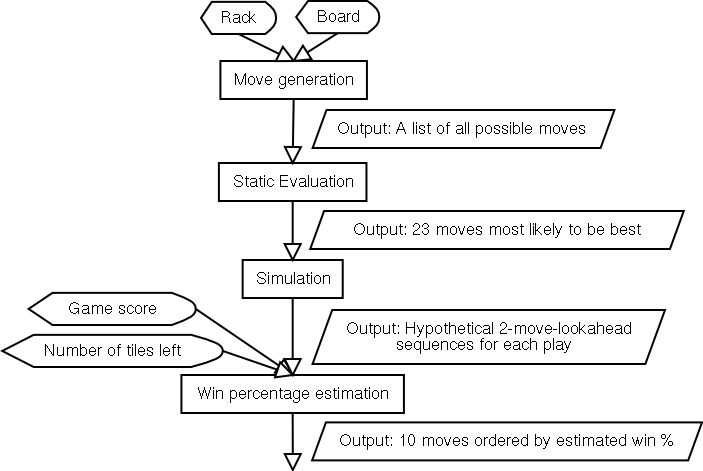 Rack
Board
Move generation
Output: A list of all possible moves
Static Evaluation
Output: 23 moves most likely to be best
Simulation
Game score
Output: Hypothetical 2-move-lookahead
sequences for each play
Number of tiles left
Win percentage estimation
Output: 10 moves ordered by estimated win %